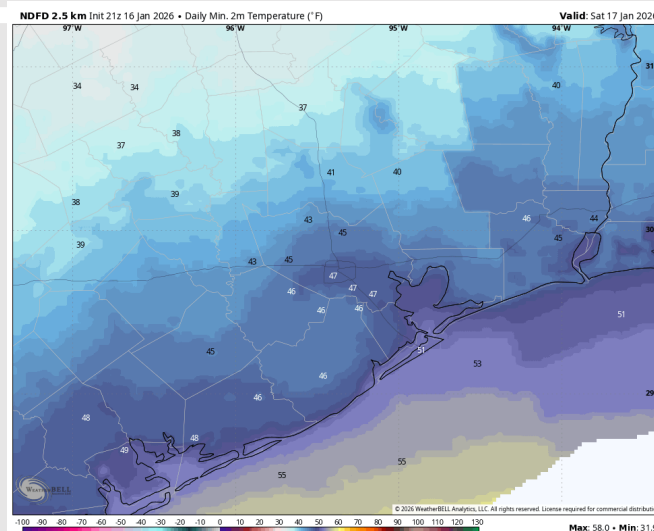 NDFD 2.5 km Init 21z 16 Jan 2026 • Daily Min. 2m Temperature (°F) Valid: Sat 17 Jan 2026
97°W 96°W 95°W 94°W
31
34 34 40
37
38
37
41 40
39
38
43 46 44
45 45 30
39
43 45
47
46 47 47
46 46 51
51
45 53
46
46 29
48
48
49
55
55
WeatherBELL
© 2026 WeatherBELL Analytics, LLC. All rights reserved. License required for commercial distributi
-100 -90 -80 -70 -60 -50 -40 -30 -20 -10 0 10 20 30 40 50 60 70 80 90 100 110 120 130
Max: 58.0 • Min: 31.